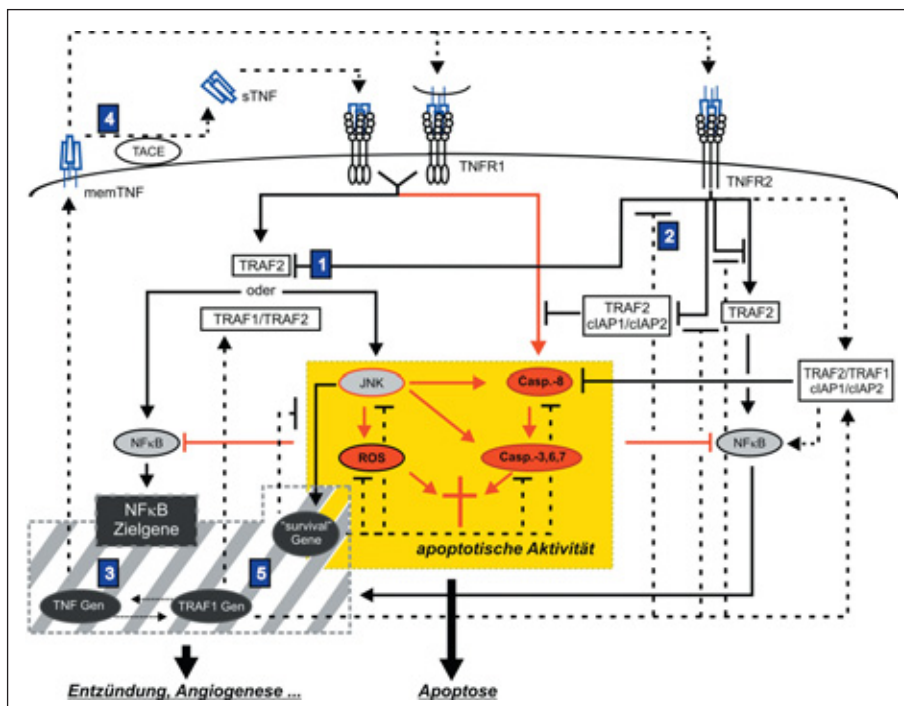 4
sTNF
TACE
memTNF
TNFR1
TNFR2
1
2
TRAF2
oder
TRAF1/TRAF2
TRAF2
cIAP1/cIAP2
TRAF2
TRAF2/TRAF1
cIAP1/cIAP2
JNK
Casp.-8
NFκB
ROS
Casp.-3,6,7
NFκB
NFκB
Zielgene
"survival"
Gene
apoptotische Aktivität
3
5
TNF Gen
TRAF1 Gen
Entzündung, Angiogenese ...
Apoptose